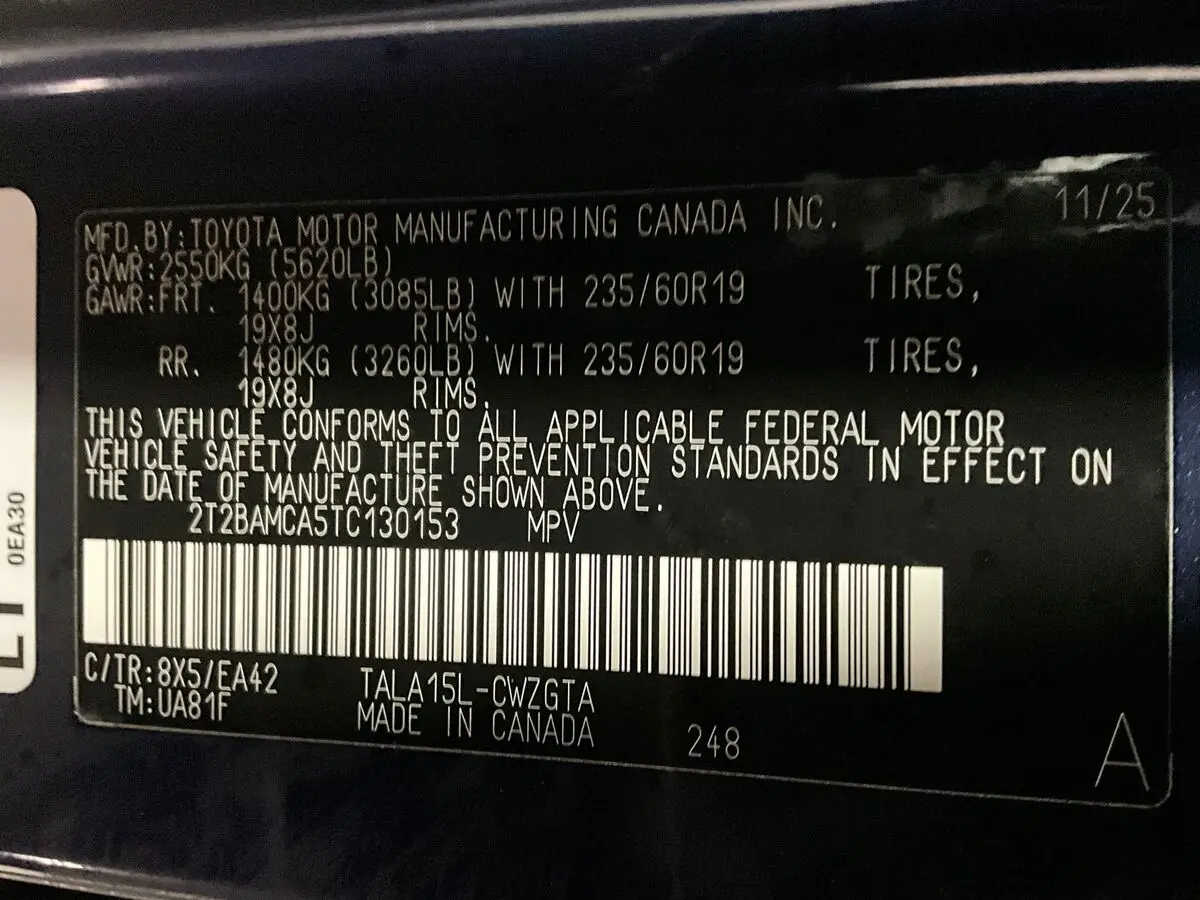 MFD.BY:TOYOTA MOTOR MANUFACTURING CANADA INC. 11/25
GVWR:2550KG (5620LB)
GAWR:FRT. 1400KG (3085LB) WITH 235/60R19 TIRES,
19X8J RIMS.
RR. 1480KG (3260LB) WITH 235/60R19 TIRES,
19X8J RIMS.
THIS VEHICLE CONFORMS TO ALL APPLICABLE FEDERAL MOTOR
VEHICLE SAFETY AND THEFT PREVENTION STANDARDS IN EFFECT ON
THE DATE OF MANUFACTURE SHOWN ABOVE.
2T2BAMCA5TC130153 MPV
C/TR:8X5/EA42 TALA15L-CWZGTA
TM:UA81F MADE IN CANADA 248
A
0EA30